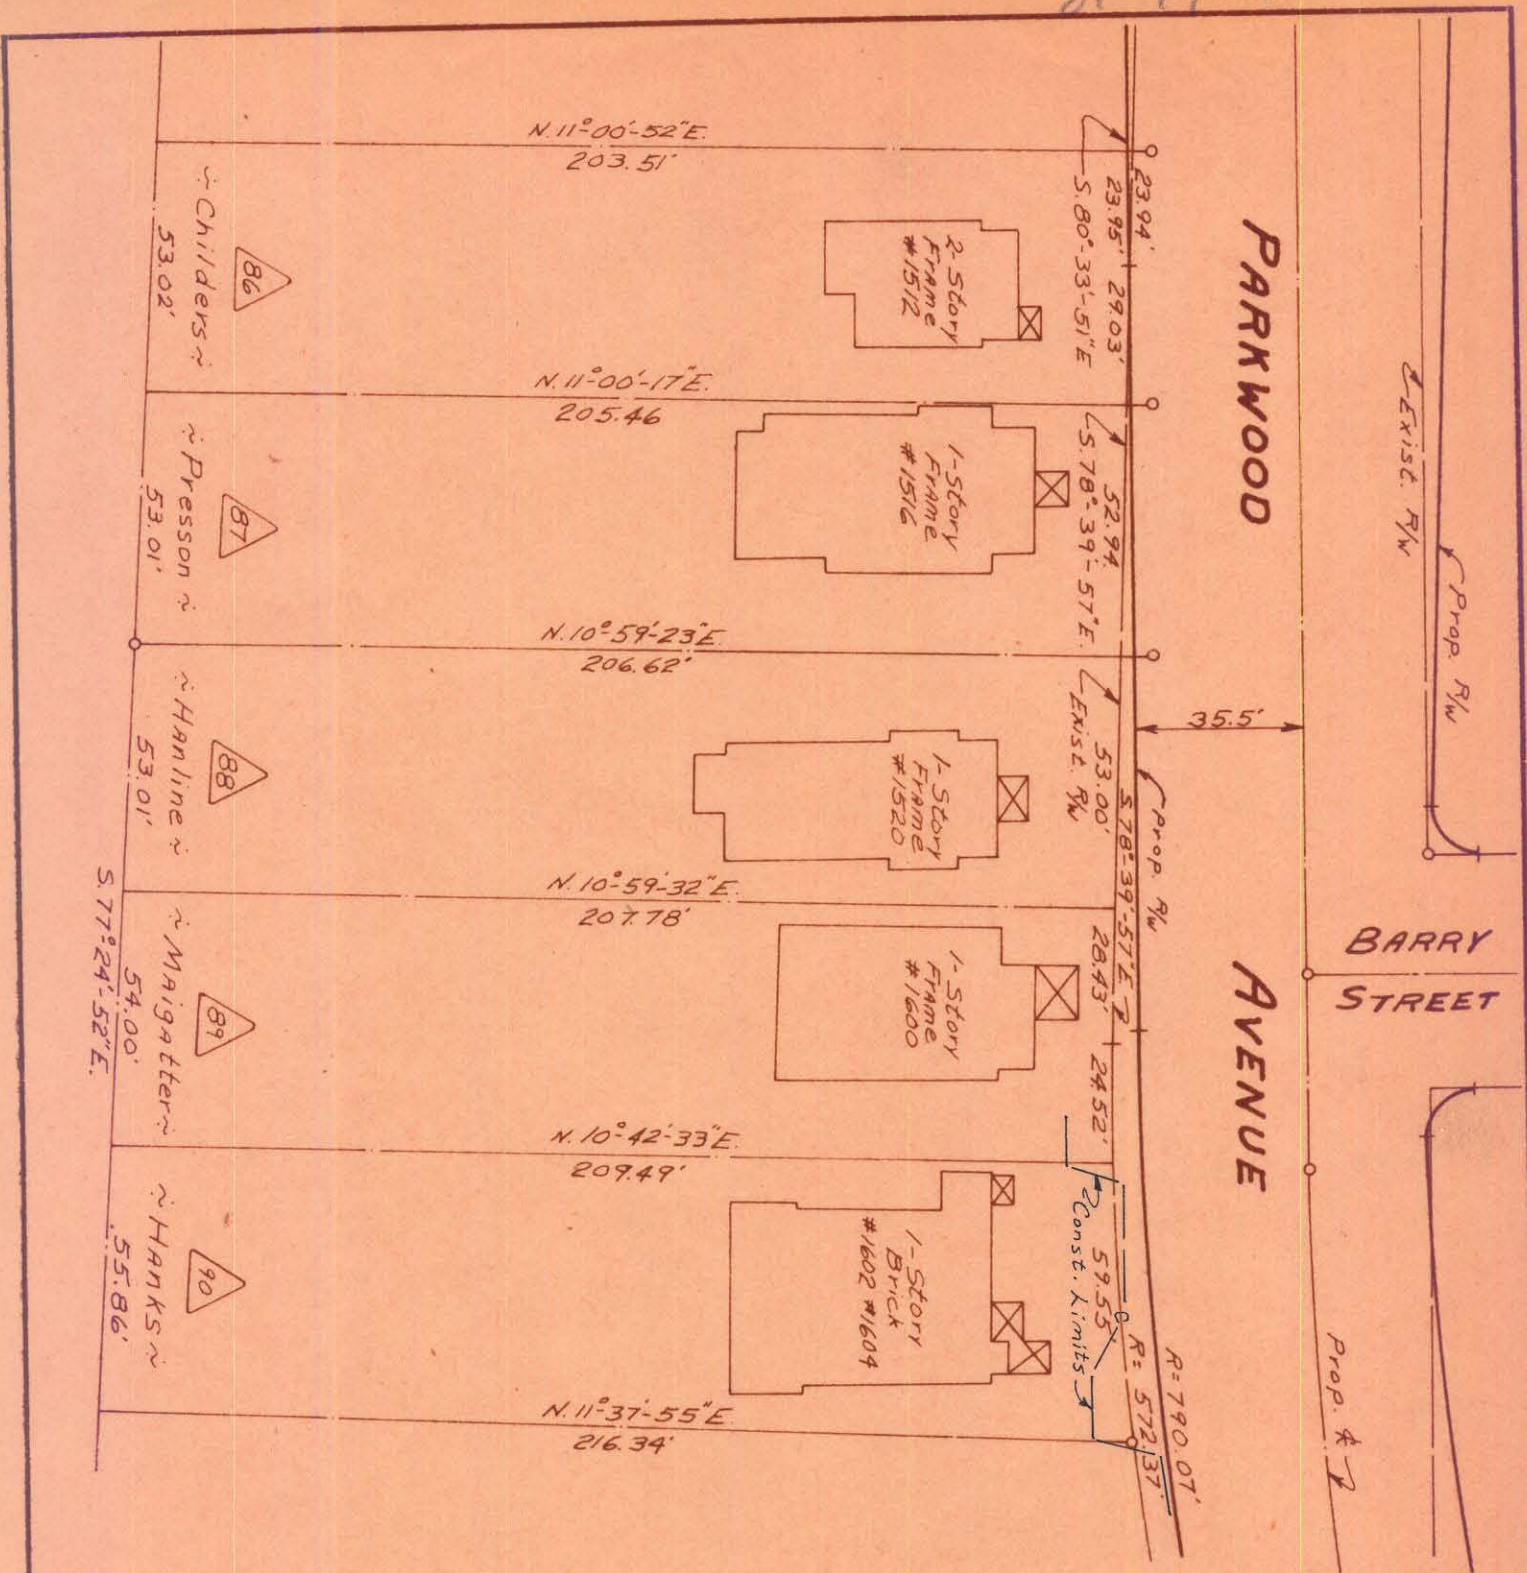 PARKWOOD
AVENUE
BARRY
STREET
Exist. R/W
Prop. R/W
Prop. ℄
35.5'
Prop. R/W
R=790.07'
R= 572.37'
N.11°-00'-52"E.
203.51'
23.94'
23.95' 29.03'
S.80°-33'-51"E
2-Story
Frame
#1512
86
~Childers~
53.02'
N.11°-00'-17"E.
205.46
52.94
S.78°-39'-57"E.
1-Story
Frame
#1516
87
~Presson~
53.01'
N.10°-59'-23"E
206.62'
53.00'
Exist. R/W
S.78°-39'-57"E
1-Story
Frame
#1520
88
~Hanline~
53.01'
N.10°-59'-32"E.
207.78'
28.43'
24.52'
1-Story
Frame
#1600
89
~Maigatter~
54.00'
S.77°-24'-52"E.
N.10°-42'-33"E.
209.49'
59.55
Const. Limits
1-Story
Brick
#1602 #1604
90
~Hanks~
55.86'
N.11°-37'-55"E.
216.34'